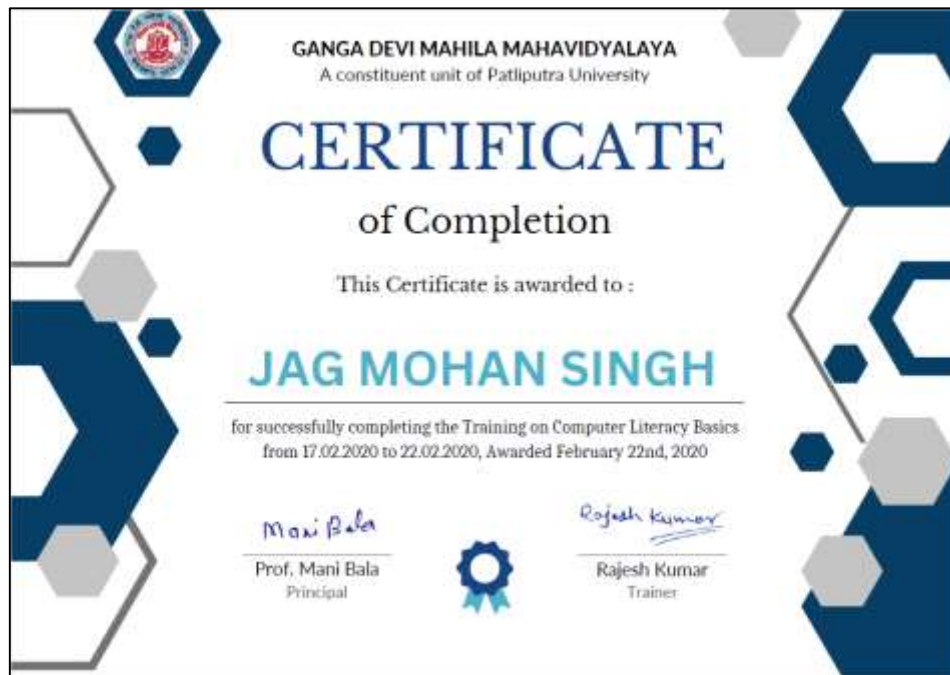 GANGA DEVI MAHILA MAHAVIDYALAYA
A constituent unit of Patliputra University
CERTIFICATE
of Completion
This Certificate is awarded to :
JAG MOHAN SINGH
for successfully completing the Training on Computer Literacy Basics
from 17.02.2020 to 22.02.2020, Awarded February 22nd, 2020
Mani Bala
Rajesh Kumar
Prof. Mani Bala
Rajesh Kumar
Principal
Trainer